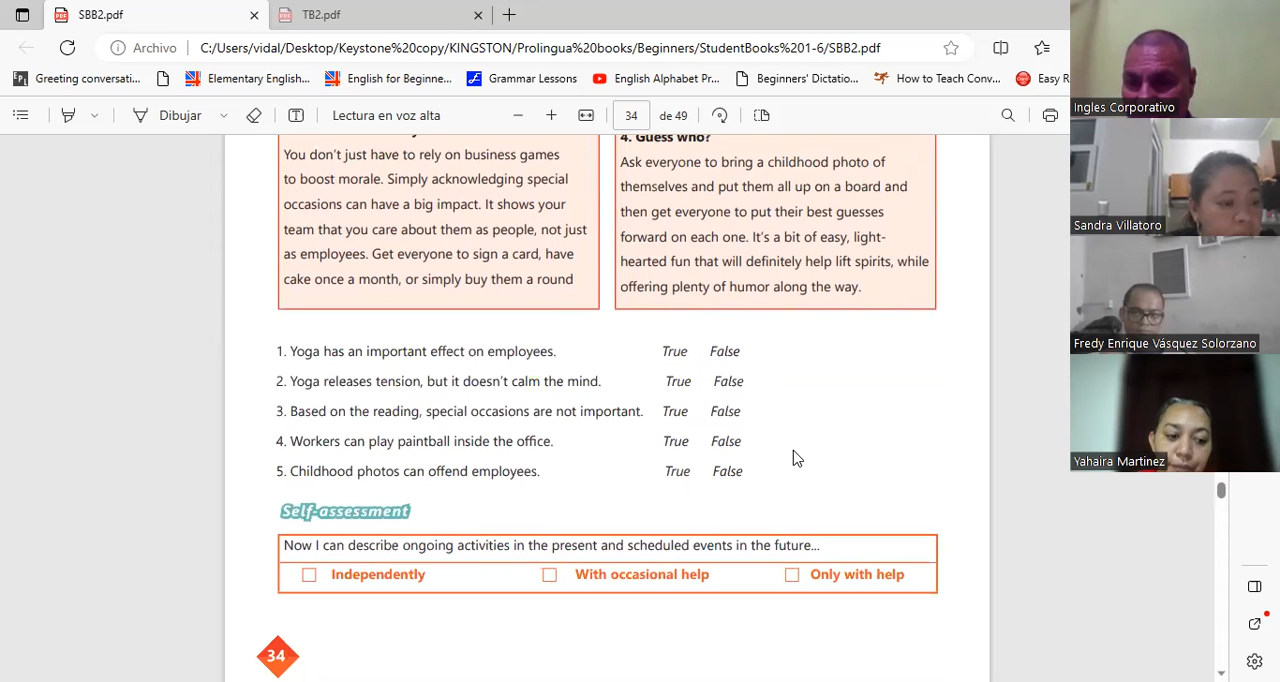 SBB2.pdf
TB2.pdf
Archivo
C:/Users/vidal/Desktop/Keystone%20copy/KINGSTON/Prolingua%20books/Beginners/StudentBooks%201-6/SBB2.pdf
Greeting conversati...
Elementary English...
English for Beginne...
Grammar Lessons
English Alphabet Pr...
Beginners' Dictatio...
How to Teach Conv...
Easy R
Dibujar
Lectura en voz alta
34
de 49
You don't just have to rely on business games
to boost morale. Simply acknowledging special
occasions can have a big impact. It shows your
team that you care about them as people, not just
as employees. Get everyone to sign a card, have
cake once a month, or simply buy them a round
4. Guess who?
Ask everyone to bring a childhood photo of
themselves and put them all up on a board and
then get everyone to put their best guesses
forward on each one. It's a bit of easy, light-
hearted fun that will definitely help lift spirits, while
offering plenty of humor along the way.
1. Yoga has an important effect on employees. True False
2. Yoga releases tension, but it doesn't calm the mind. True False
3. Based on the reading, special occasions are not important. True False
4. Workers can play paintball inside the office. True False
5. Childhood photos can offend employees. True False
Self-assessment
Now I can describe ongoing activities in the present and scheduled events in the future...
Independently
With occasional help
Only with help
34
Ingles Corporativo
Sandra Villatoro
Fredy Enrique Vásquez Solorzano
Yahaira Martinez